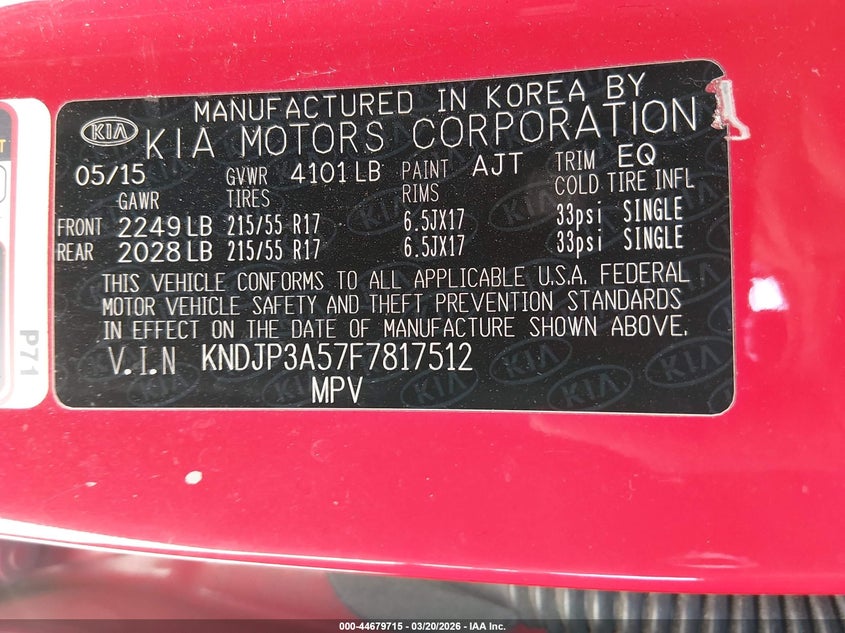 MANUFACTURED IN KOREA BY
KIA KIA MOTORS CORPORATION
05/15 GVWR 4101 LB PAINT AJT TRIM EQ
GAWR TIRES RIMS COLD TIRE INFL
FRONT 2249 LB 215/55 R17 6.5JX17 33psi SINGLE
REAR 2028 LB 215/55 R17 6.5JX17 33psi SINGLE
THIS VEHICLE CONFORMS TO ALL APPLICABLE U.S.A. FEDERAL
MOTOR VEHICLE SAFETY AND THEFT PREVENTION STANDARDS
IN EFFECT ON THE DATE OF MANUFACTURE SHOWN ABOVE.
V.I.N KNDJP3A57F7817512
MPV
P71
000-44679715 - 03/20/2026 - IAA Inc.